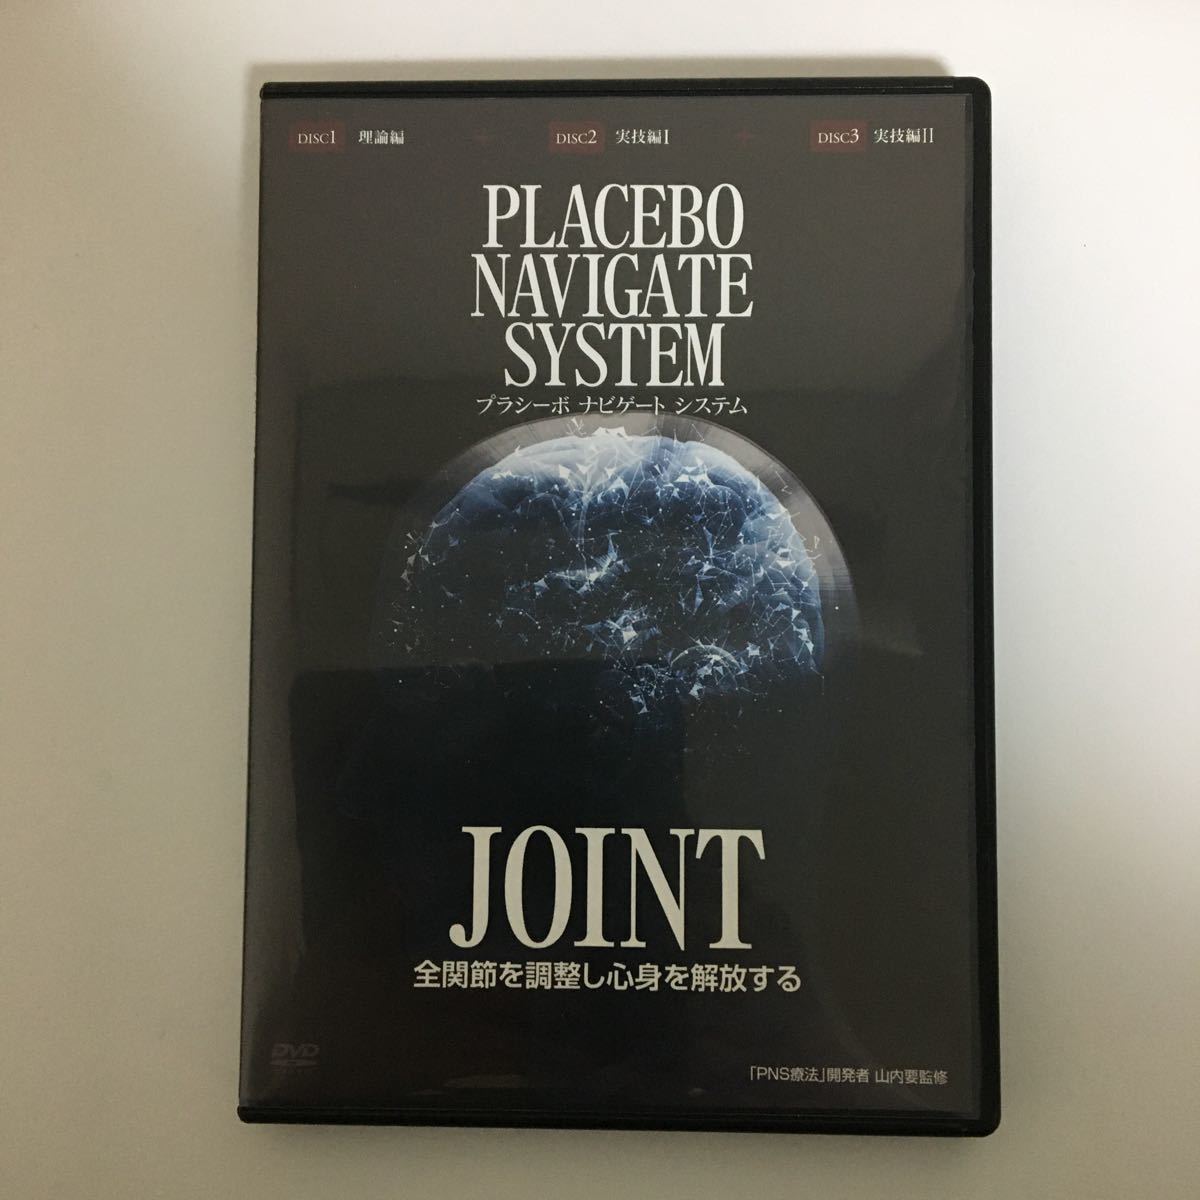 DISC1 理論編
DISC2 実技編I
DISC3 実技編II
PLACEBO
NAVIGATE
SYSTEM
プラシーボ ナビゲート システム
JOINT
全関節を調整し心身を解放する
DVD
「PNS療法」開発者 山内要監修